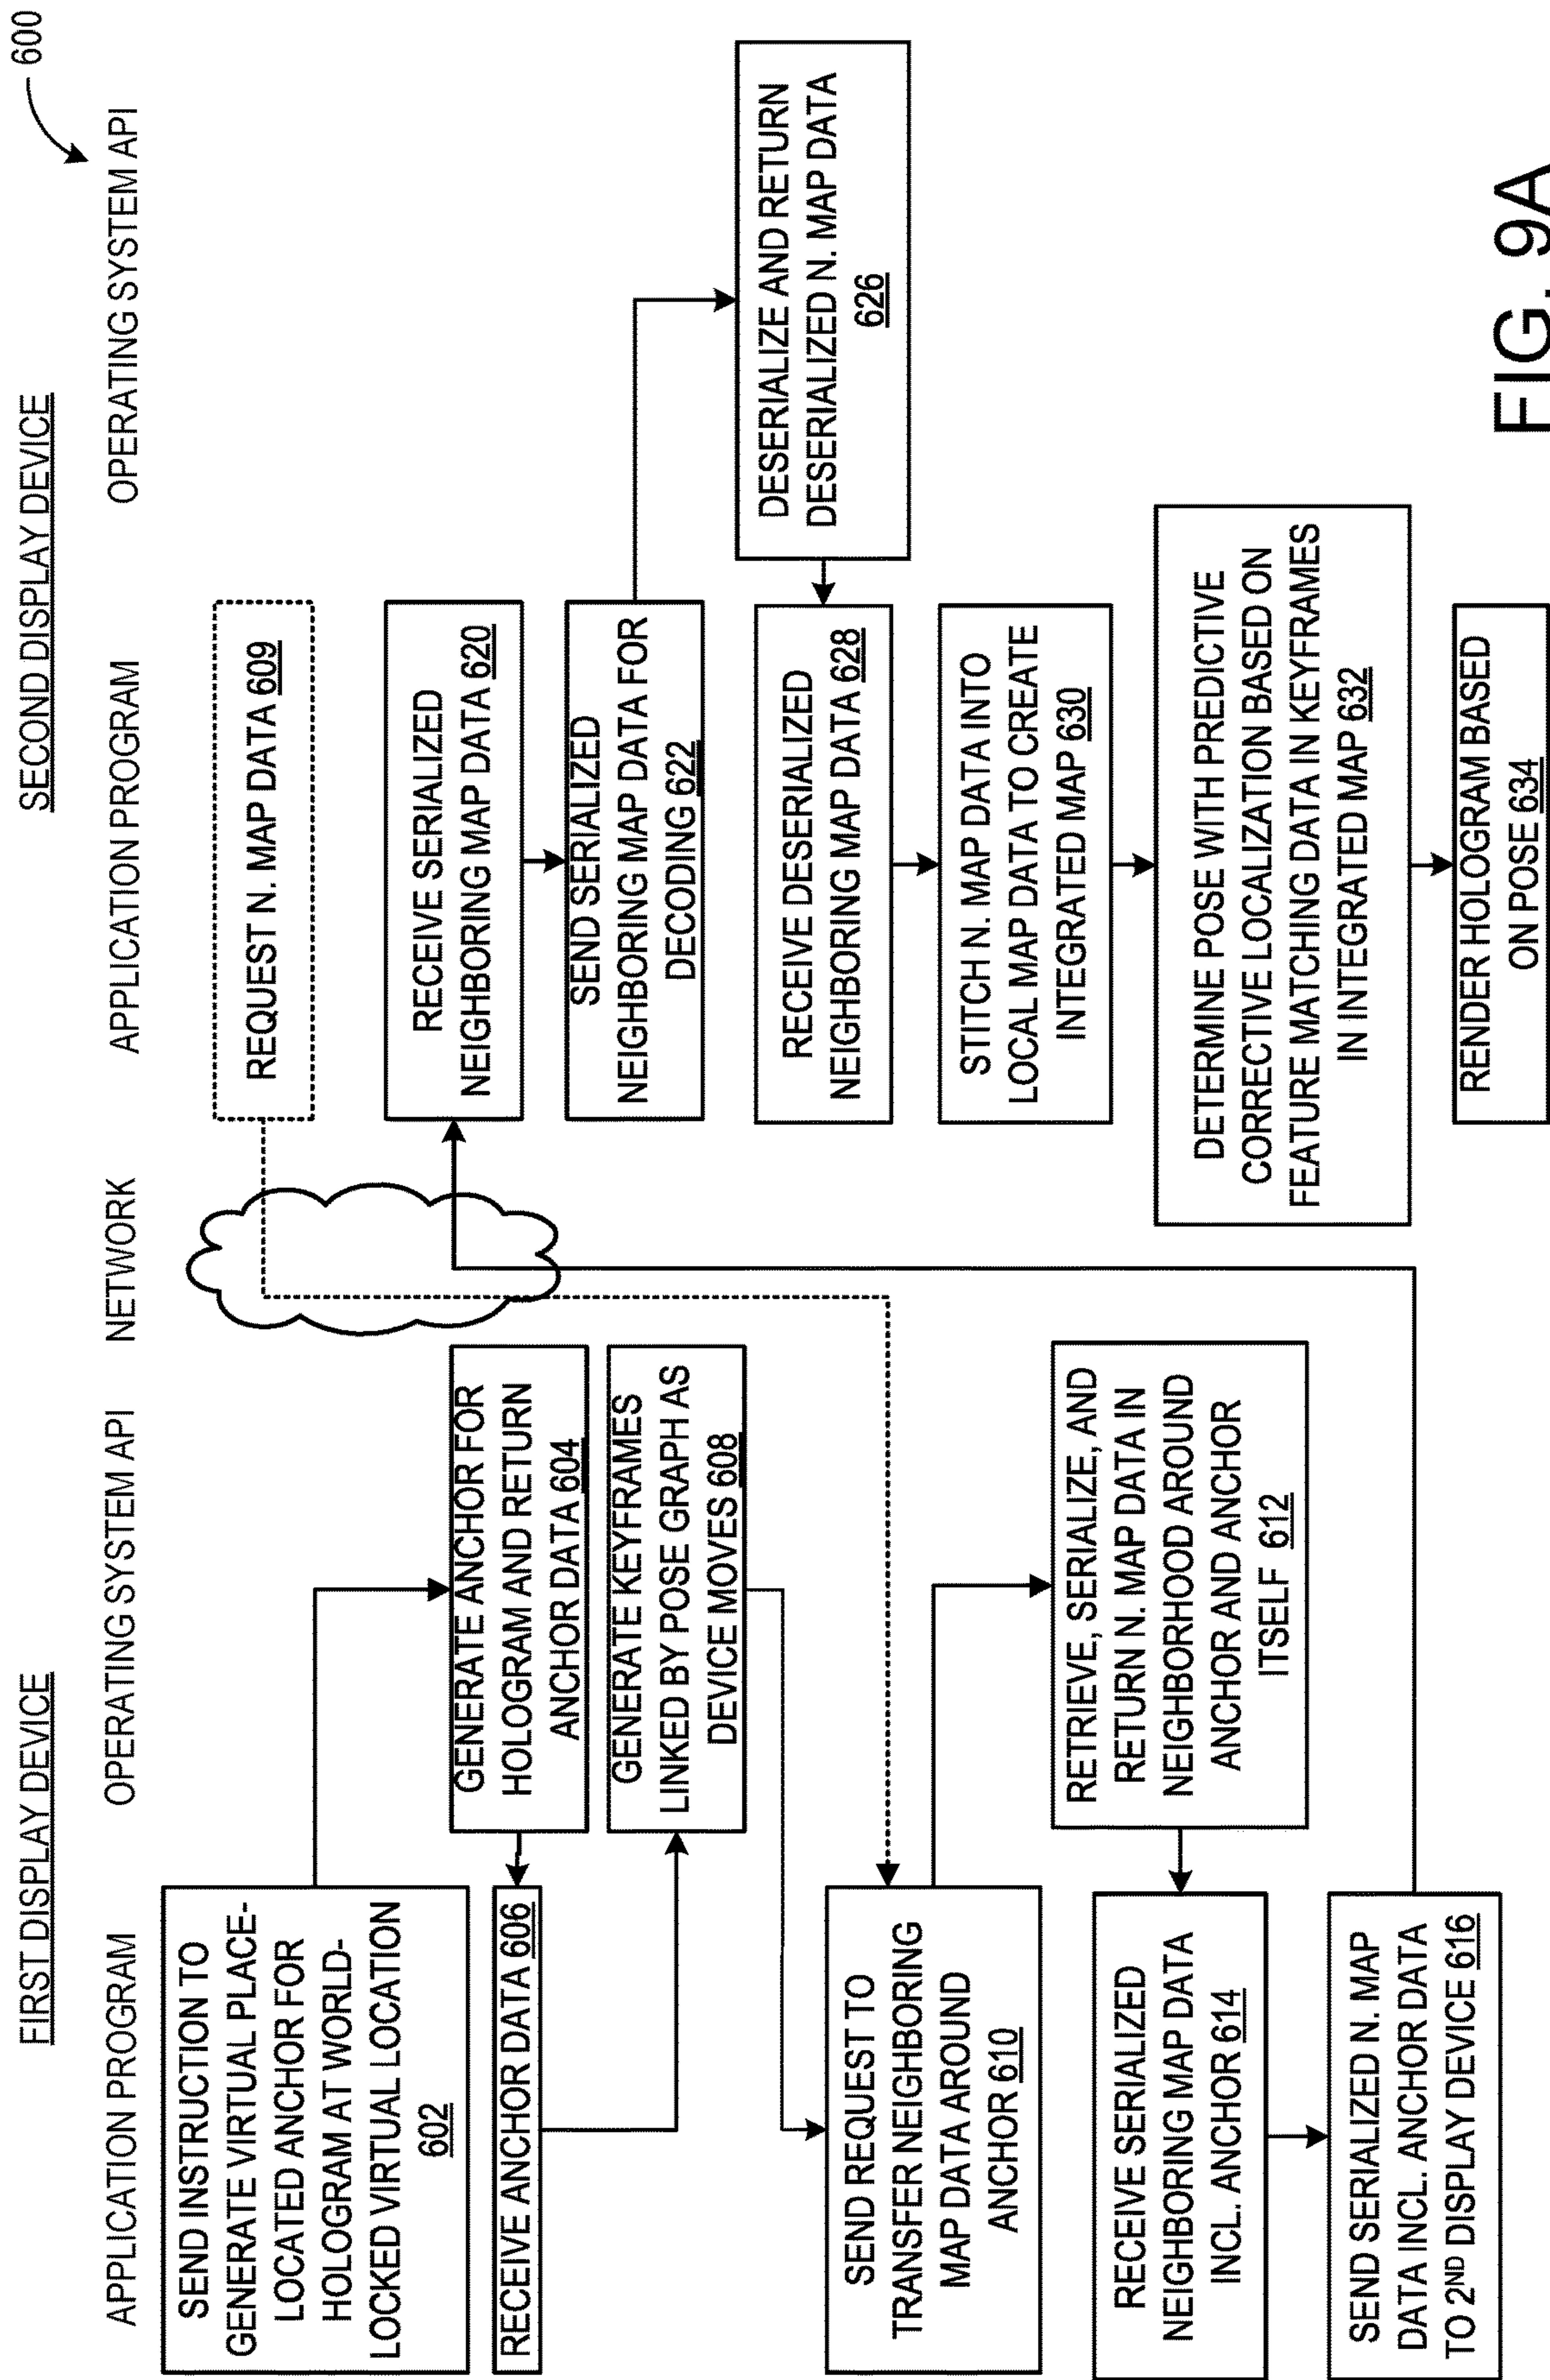 600
FIRST DISPLAY DEVICE
SECOND DISPLAY DEVICE
APPLICATION PROGRAM
OPERATING SYSTEM API
NETWORK
APPLICATION PROGRAM
OPERATING SYSTEM API
SEND INSTRUCTION TO
GENERATE VIRTUAL PLACE-
LOCATED ANCHOR FOR
HOLOGRAM AT WORLD-
LOCKED VIRTUAL LOCATION
602
GENERATE ANCHOR FOR
HOLOGRAM AND RETURN
ANCHOR DATA 604
RECEIVE ANCHOR DATA 606
GENERATE KEYFRAMES
LINKED BY POSE GRAPH AS
DEVICE MOVES 608
REQUEST N. MAP DATA 609
SEND REQUEST TO
TRANSFER NEIGHBORING
MAP DATA AROUND
ANCHOR 610
RETRIEVE, SERIALIZE, AND
RETURN N. MAP DATA IN
NEIGHBORHOOD AROUND
ANCHOR AND ANCHOR
ITSELF 612
RECEIVE SERIALIZED
NEIGHBORING MAP DATA
INCL. ANCHOR 614
SEND SERIALIZED N. MAP
DATA INCL. ANCHOR DATA
TO 2ND DISPLAY DEVICE 616
RECEIVE SERIALIZED
NEIGHBORING MAP DATA 620
SEND SERIALIZED
NEIGHBORING MAP DATA FOR
DECODING 622
DESERIALIZE AND RETURN
DESERIALIZED N. MAP DATA
626
RECEIVE DESERIALIZED
NEIGHBORING MAP DATA 628
STITCH N. MAP DATA INTO
LOCAL MAP DATA TO CREATE
INTEGRATED MAP 630
DETERMINE POSE WITH PREDICTIVE
CORRECTIVE LOCALIZATION BASED ON
FEATURE MATCHING DATA IN KEYFRAMES
IN INTEGRATED MAP 632
RENDER HOLOGRAM BASED
ON POSE 634
FIG. 9A